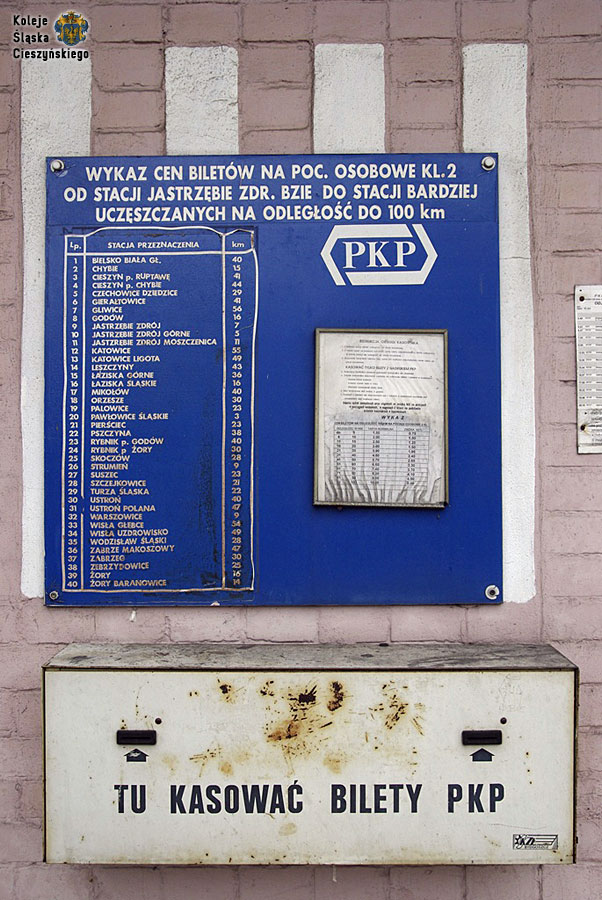 Koleje
Śląska
Cieszyńskiego
WYKAZ CEN BILETÓW NA POC. OSOBOWE KL.2
OD STACJI JASTRZĘBIE ZDR. BZIE DO STACJI BARDZIEJ
UCZĘSZCZANYCH NA ODLEGŁOŚĆ DO 100 km
Lp. STACJA PRZEZNACZENIA km
1 BIELSKO BIAŁA GŁ. 40
2 CHYBIE 15
3 CIESZYN p. RUPTAWĘ 41
4 CIESZYN p. CHYBIE 44
5 CZECHOWICE DZIEDZICE 29
6 GIERAŁTOWICE 41
7 GLIWICE 56
8 GODÓW 16
9 JASTRZĘBIE ZDRÓJ 7
10 JASTRZĘBIE ZDRÓJ GÓRNE 5
11 JASTRZĘBIE ZDRÓJ MOSZCZENICA 11
12 KATOWICE 55
13 KATOWICE LIGOTA 49
14 LESZCZYNY 43
15 ŁAZISKA GÓRNE 36
16 ŁAZISKA ŚLĄSKIE 16
17 MIKOŁÓW 40
18 ORZESZE 30
19 PALOWICE 23
20 PAWŁOWICE ŚLĄSKIE 3
21 PIERŚCIEC 23
22 PSZCZYNA 38
23 RYBNIK p. GODÓW 40
24 RYBNIK p. ŻORY 30
25 SKOCZÓW 28
26 STRUMIEŃ 9
27 SUSZEC 23
28 SZCZEJKOWICE 21
29 TURZA ŚLĄSKA 22
30 USTROŃ 40
31 USTROŃ POLANA 47
32 WARSZOWICE 9
33 WISŁA GŁĘBCE 54
34 WISŁA UZDROWISKO 49
35 WODZISŁAW ŚLĄSKI 28
36 ZABRZE MAKOSZOWY 47
37 ZABRZEG 30
38 ZEBRZYDOWICE 25
39 ŻORY 16
40 ŻORY BARANOWICE 14
PKP
WYKAZ
TU KASOWAĆ BILETY PKP